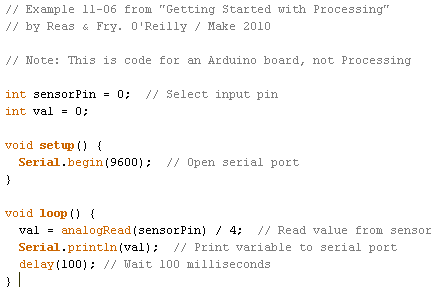 // Example 11-06 from "Getting Started with Processing"
// by Reas & Fry. O'Reilly / Make 2010
// Note: This is code for an Arduino board, not Processing
int sensorPin = 0;  // Select input pin
int val = 0;
void setup() {
  Serial.begin(9600);  // Open serial port
}
void loop() {
  val = analogRead(sensorPin) / 4;  // Read value from sensor
  Serial.println(val);  // Print variable to serial port
  delay(100); // Wait 100 milliseconds
}